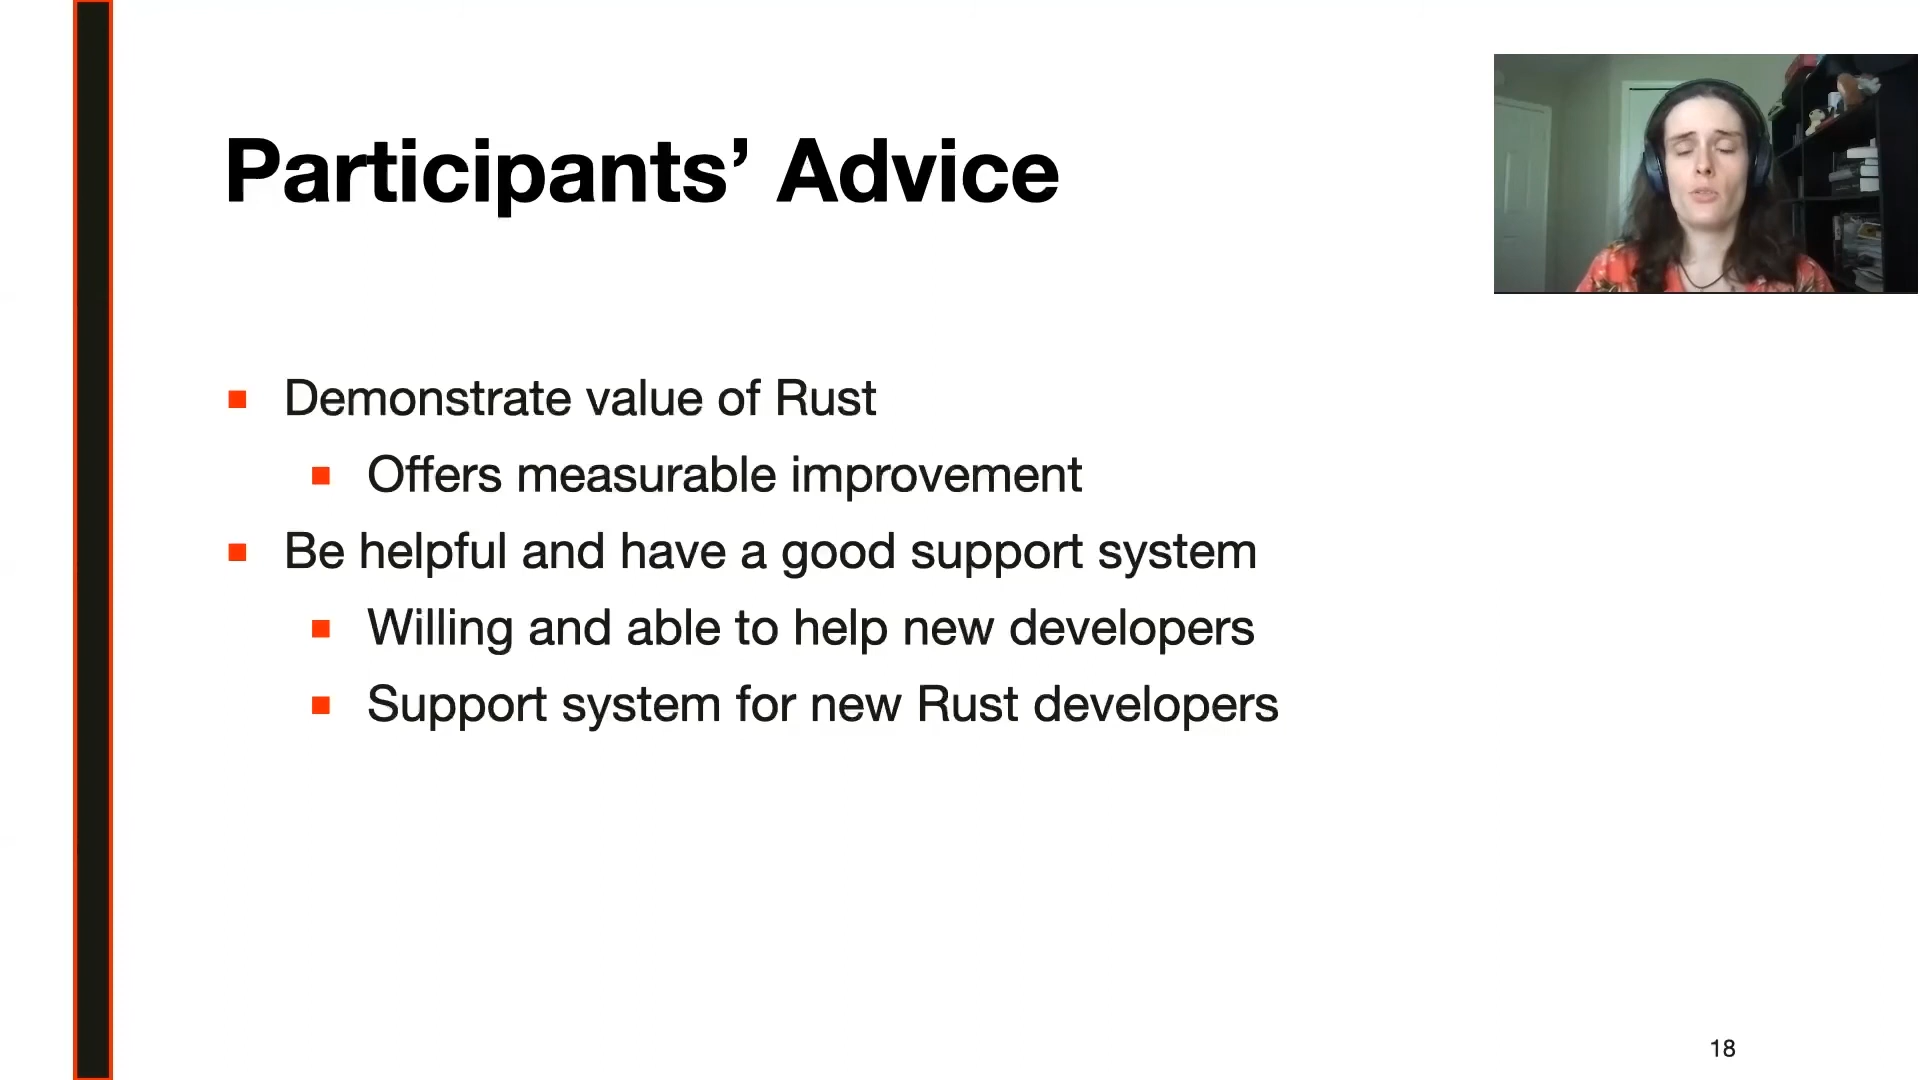 Participants’ Advice
Demonstrate value of Rust
Offers measurable improvement
Be helpful and have a good support system
Willing and able to help new developers
Support system for new Rust developers
18